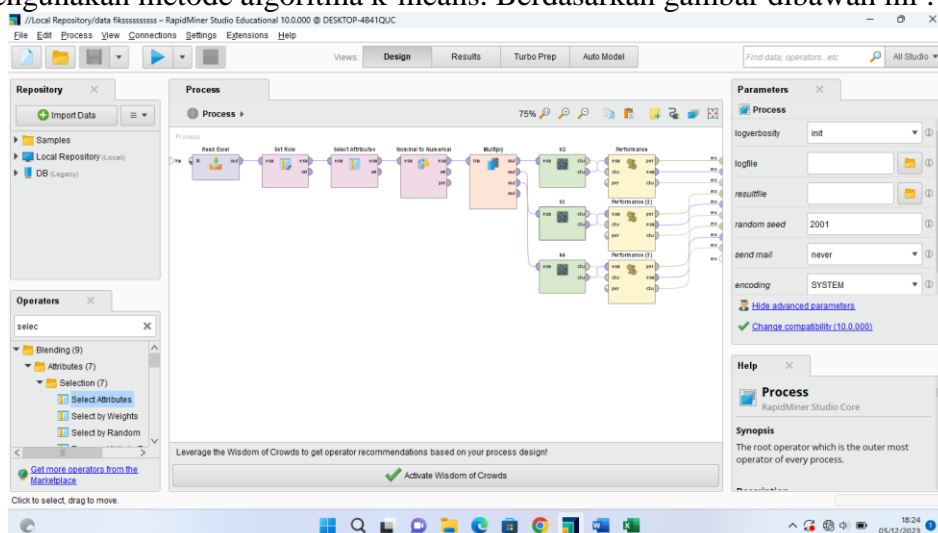 engunakan metode algoritma k-means. Berdasarkan gambar dibawah ini :
//Local Repository/data fiksssssssss – RapidMiner Studio Educational 10.0.000 @ DESKTOP-4B41QUC
File Edit Process View Connections Settings Extensions Help
Views: Design Results Turbo Prep Auto Model
Find data, operators...etc All Studio
Repository
Import Data
Samples
Local Repository (Local)
DB (Legacy)
Operators
selec
Blending (9)
Attributes (7)
Selection (7)
Select Attributes
Select by Weights
Select by Random
Get more operators from the Marketplace
Process
Process
75%
Process
Read Excel Set Role Select Attributes Nominal to Numerical Multiply K2 Performance
Performance (2)
Performance (3)
Leverage the Wisdom of Crowds to get operator recommendations based on your process design!
Activate Wisdom of Crowds
Parameters
Process
logverbosity init
logfile
resultfile
random seed 2001
send mail never
encoding SYSTEM
Hide advanced parameters
Change compatibility (10.0.000)
Help
Process
RapidMiner Studio Core
Synopsis
The root operator which is the outer most
operator of every process.
Click to select, drag to move.
18:24
05/12/2023